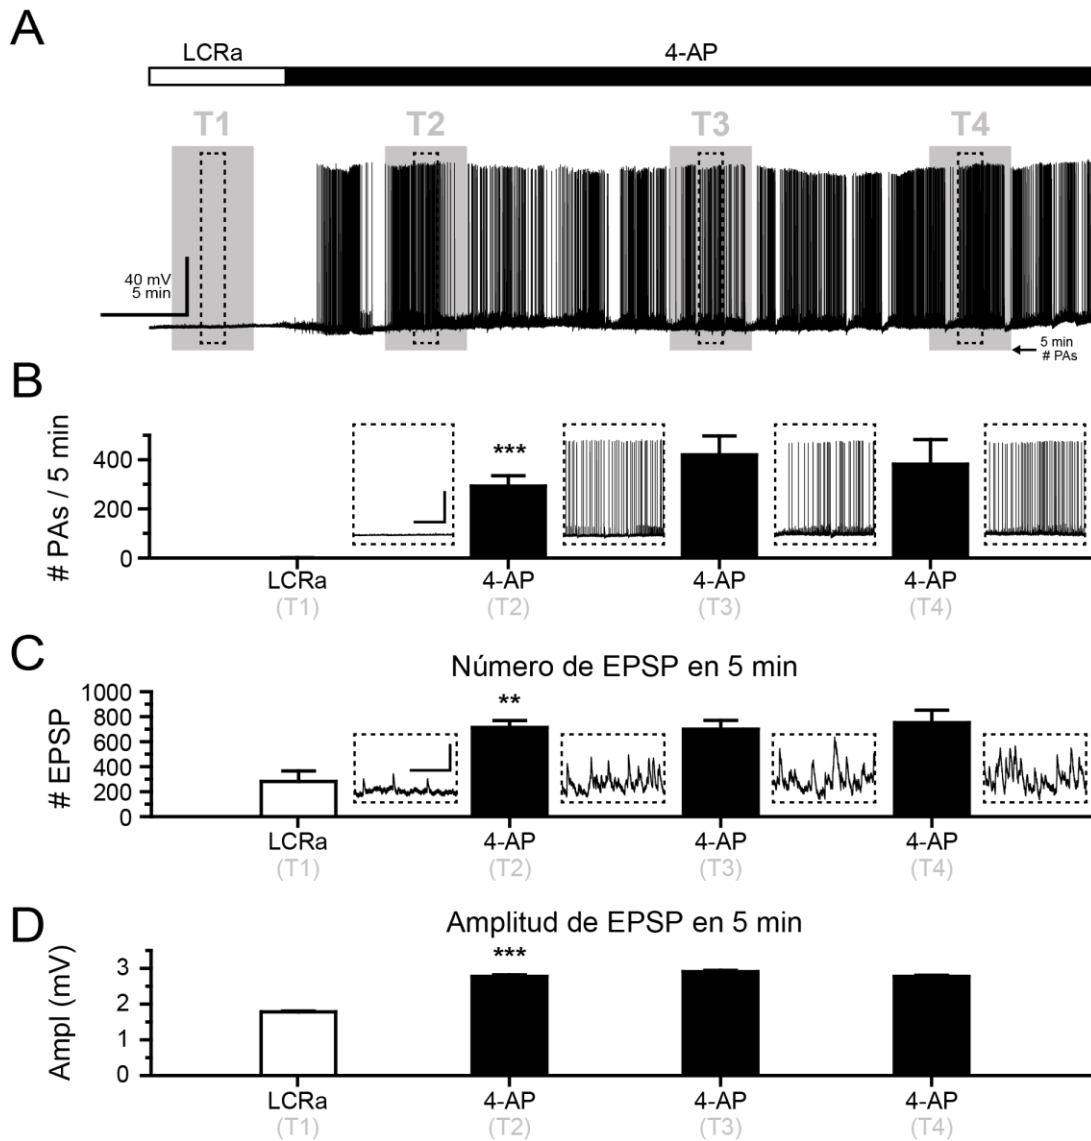 A
LCRa 4-AP
T1 T2 T3 T4
40 mV
5 min
5 min
# PAs
B
# PAs / 5 min
400
200
0
***
LCRa 4-AP 4-AP 4-AP
(T1) (T2) (T3) (T4)
C
Número de EPSP en 5 min
# EPSP
1000
800
600
400
200
0
**
LCRa 4-AP 4-AP 4-AP
(T1) (T2) (T3) (T4)
D
Amplitud de EPSP en 5 min
Ampl (mV)
3
2
1
0
***
LCRa 4-AP 4-AP 4-AP
(T1) (T2) (T3) (T4)